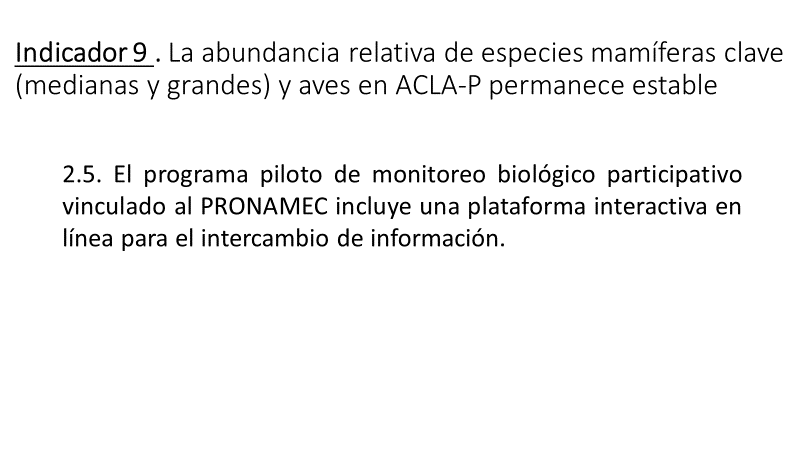 Indicador 9 . La abundancia relativa de especies mamíferas clave
(medianas y grandes) y aves en ACLA-P permanece estable
2.5. El programa piloto de monitoreo biológico participativo
vinculado al PRONAMEC incluye una plataforma interactiva en
línea para el intercambio de información.